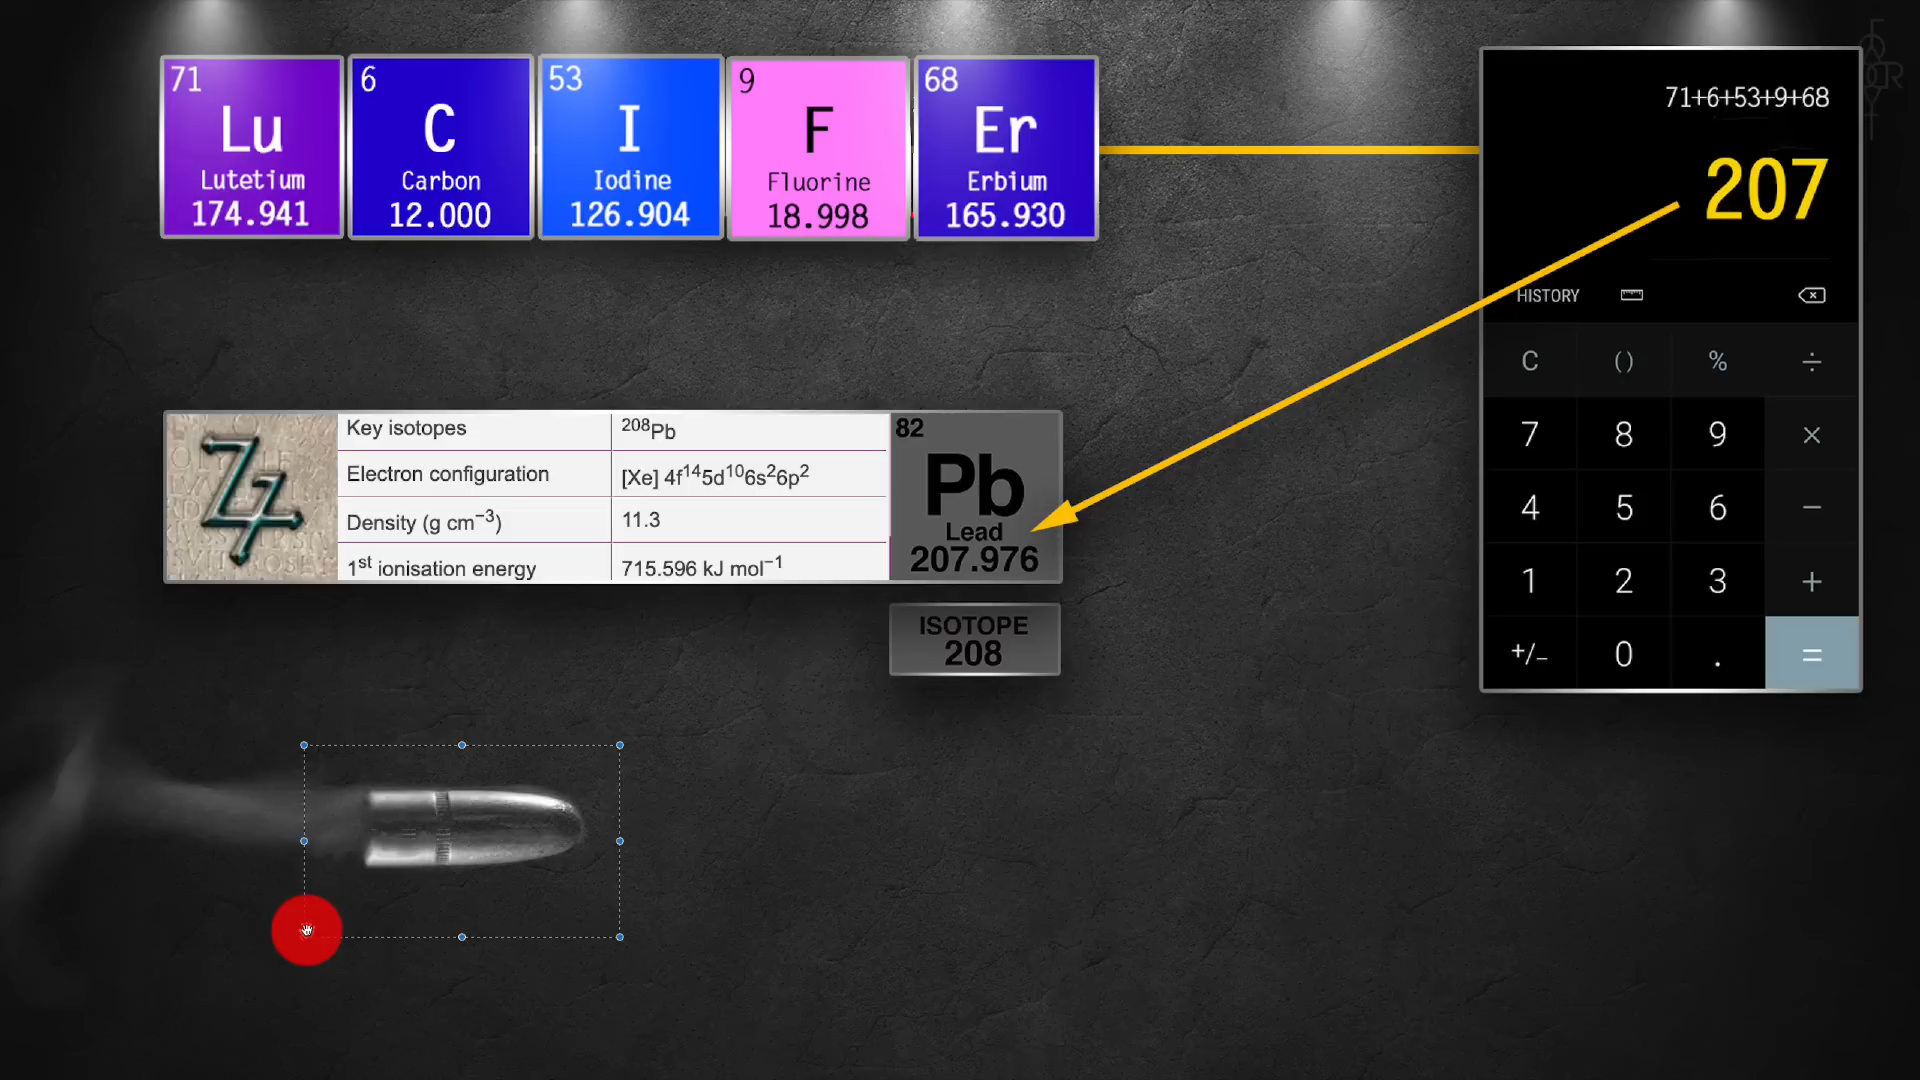 71
Lu
Lutetium
174.941
6
C
Carbon
12.000
53
I
Iodine
126.904
9
F
Fluorine
18.998
68
Er
Erbium
165.930
71+6+53+9+68
207
HISTORY
C ( ) % ÷
7 8 9 ×
4 5 6 −
1 2 3 +
+/− 0 . =
Key isotopes ²⁰⁸Pb
Electron configuration [Xe] 4f¹⁴5d¹⁰6s²6p²
Density (g cm⁻³) 11.3
1ˢᵗ ionisation energy 715.596 kJ mol⁻¹
82
Pb
Lead
207.976
ISOTOPE
208